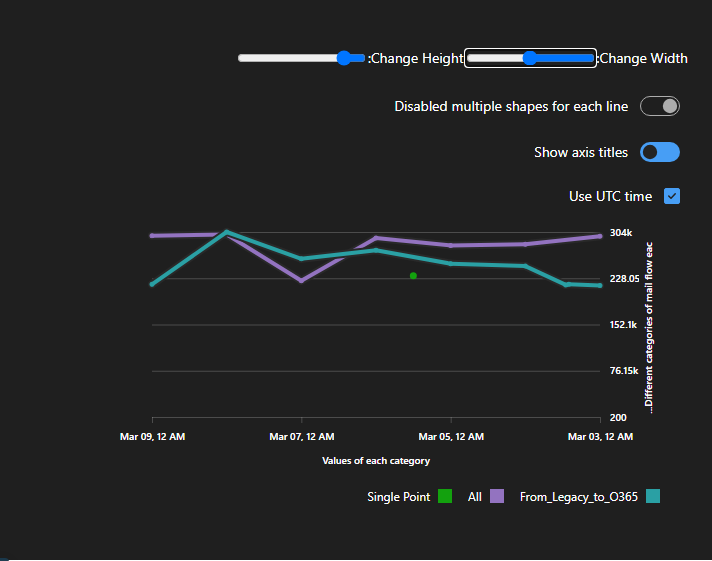 :Change Height
:Change Width
Disabled multiple shapes for each line
Show axis titles
Use UTC time
304k
228.05
152.1k
76.15k
200
...Different categories of mail flow eec
Mar 09, 12 AM
Mar 07, 12 AM
Mar 05, 12 AM
Mar 03, 12 AM
Values of each category
Single Point
All
From_Legacy_to_O365